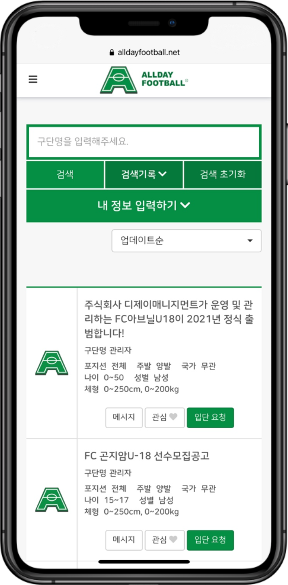 alldayfootball.net
ALLDAY
FOOTBALL
구단명을 입력해주세요.
검색 검색기록 검색 초기화
내 정보 입력하기
업데이트순
주식회사 디제이매니지먼트가 운영 및 관
리하는 FC아브닐U18이 2021년 정식 출
범합니다!
구단명 관리자
포지션 전체 주발 양발 국가 무관
나이 0~50 성별 남성
체형 0~250cm, 0~200kg
메시지 관심 입단 요청
FC 곤지암U-18 선수모집공고
구단명 관리자
포지션 전체 주발 양발 국가 무관
나이 15~17 성별 남성
체형 0~250cm, 0~200kg
메시지 관심 입단 요청